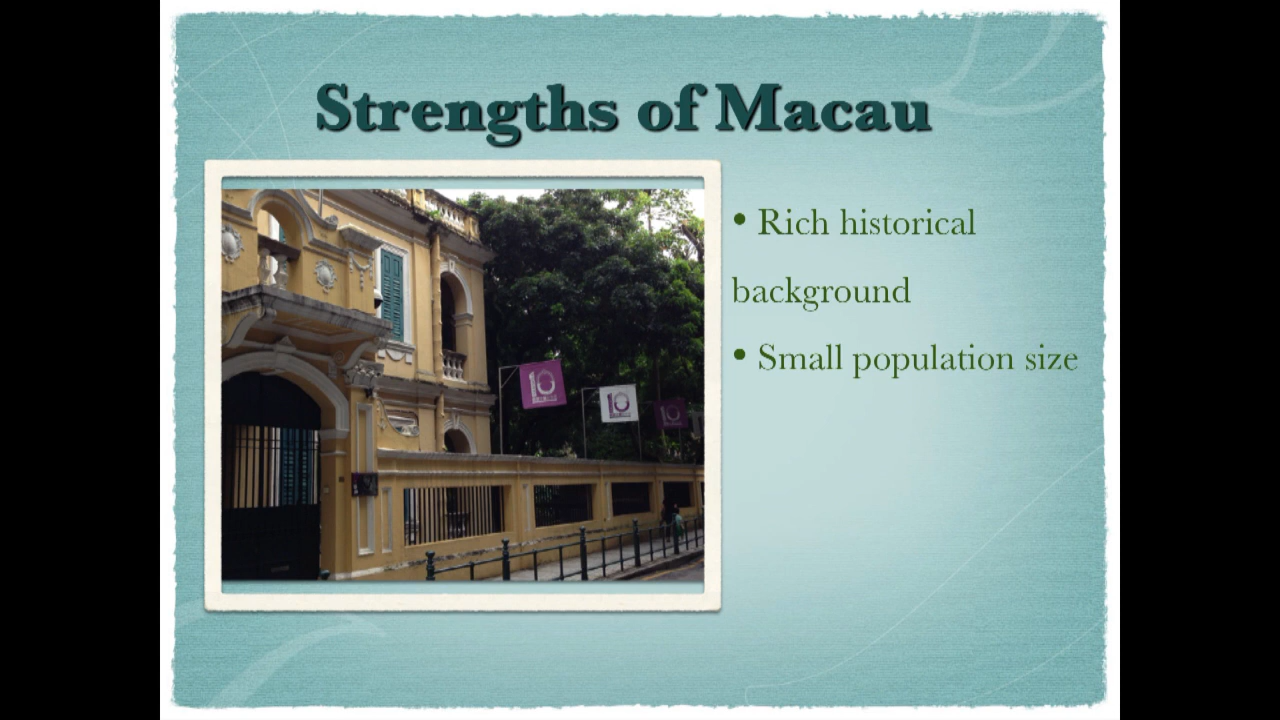 Strengths of Macau
• Rich historical
background
• Small population size
10
10
10